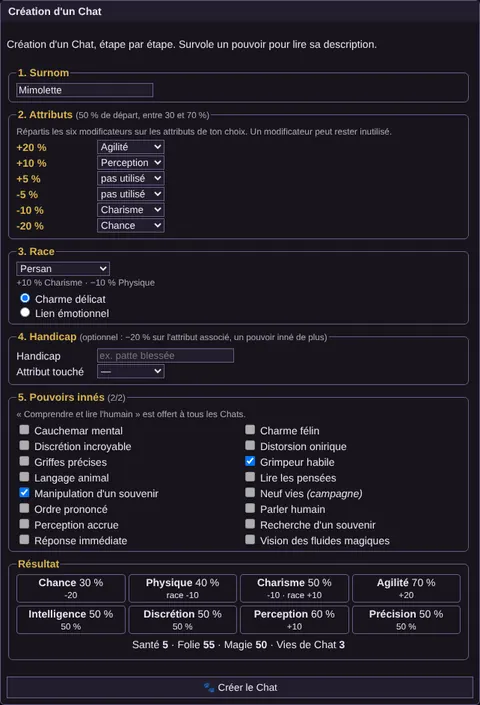 Création d'un Chat
Création d'un Chat, étape par étape. Survole un pouvoir pour lire sa description.
1. Surnom
Mimolette
2. Attributs (50 % de départ, entre 30 et 70 %)
Répartis les six modificateurs sur les attributs de ton choix. Un modificateur peut rester inutilisé.
+20 % Agilité
+10 % Perception
+5 % pas utilisé
-5 % pas utilisé
-10 % Charisme
-20 % Chance
3. Race
Persan
+10 % Charisme · −10 % Physique
Charme délicat
Lien émotionnel
4. Handicap (optionnel : −20 % sur l'attribut associé, un pouvoir inné de plus)
Handicap ex. patte blessée
Attribut touché —
5. Pouvoirs innés (2/2)
« Comprendre et lire l'humain » est offert à tous les Chats.
Cauchemar mental Charme félin
Discrétion incroyable Distorsion onirique
Griffes précises Grimpeur habile
Langage animal Lire les pensées
Manipulation d'un souvenir Neuf vies (campagne)
Ordre prononcé Parler humain
Perception accrue Recherche d'un souvenir
Réponse immédiate Vision des fluides magiques
Résultat
Chance 30 % Physique 40 % Charisme 50 % Agilité 70 %
-20 race -10 -10 · race +10 +20
Intelligence 50 % Discrétion 50 % Perception 60 % Précision 50 %
50 % 50 % +10 50 %
Santé 5 · Folie 55 · Magie 50 · Vies de Chat 3
🐾 Créer le Chat